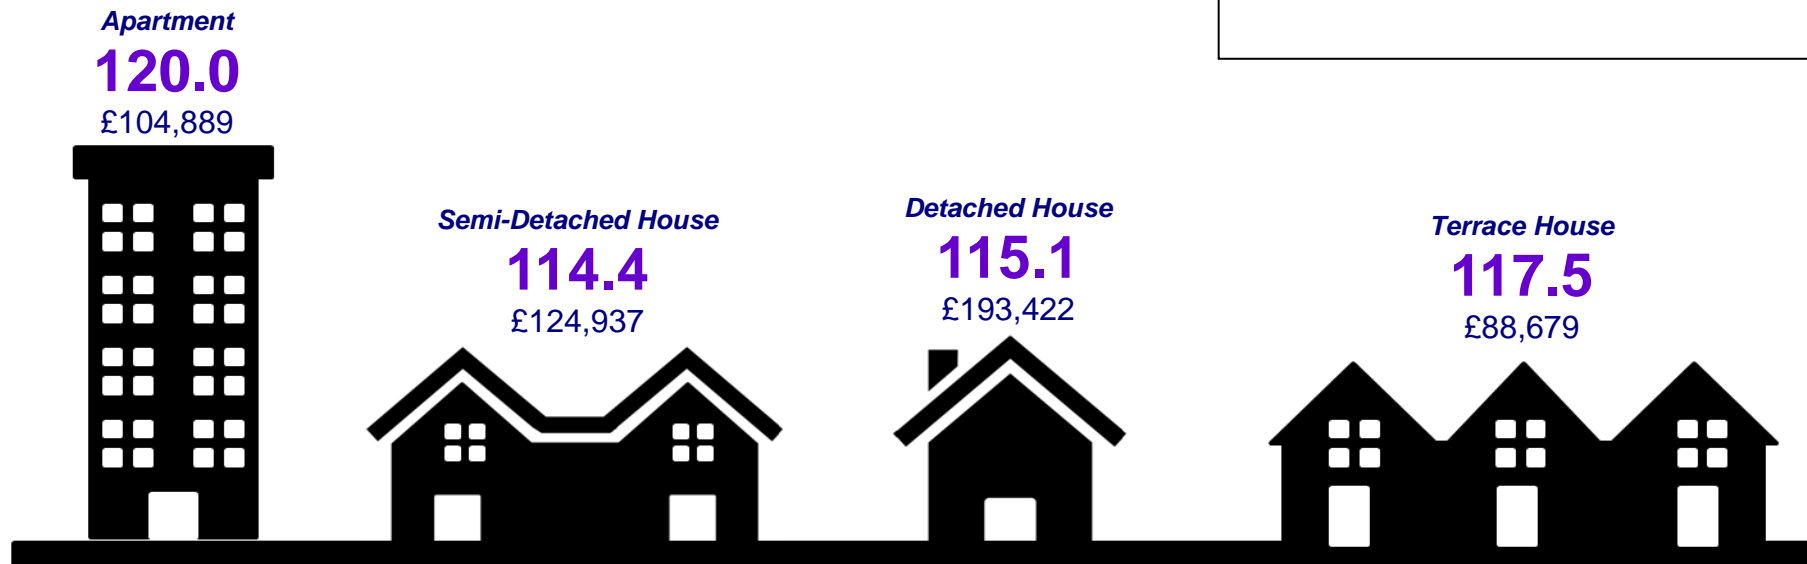 Apartment
120.0
£104,889
Semi-Detached House
114.4
£124,937
Detached House
115.1
£193,422
Terrace House
117.5
£88,679